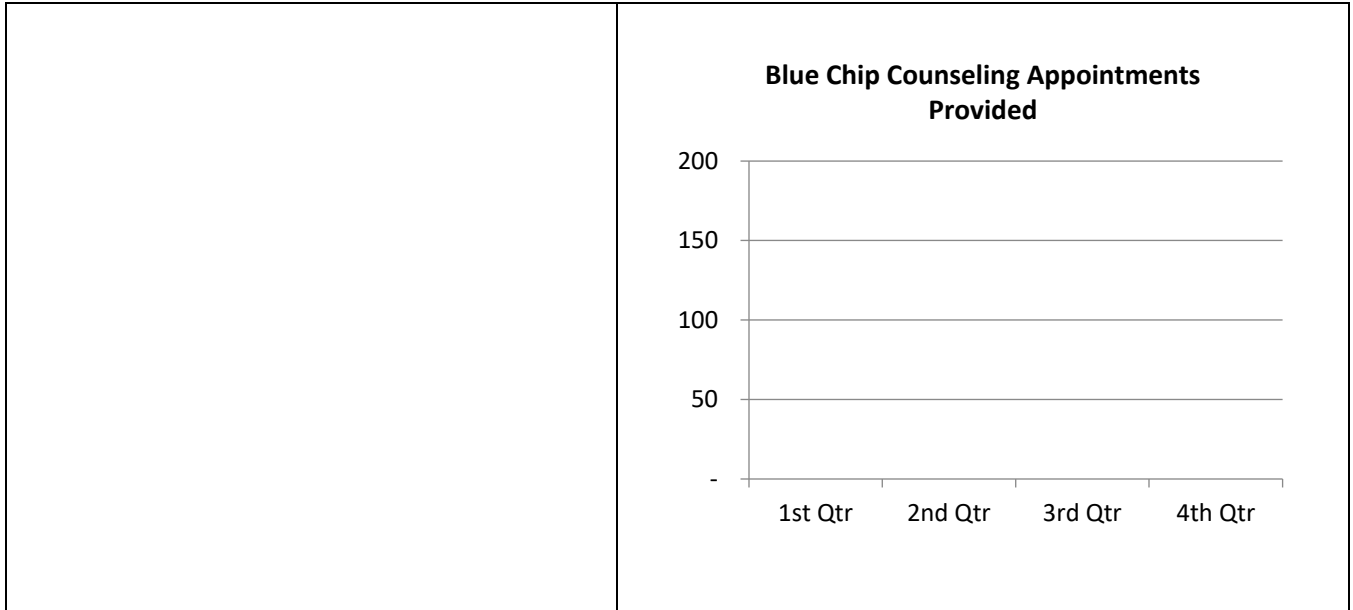 Blue Chip Counseling Appointments
Provided
200
150
100
50
-
1st Qtr 2nd Qtr 3rd Qtr 4th Qtr